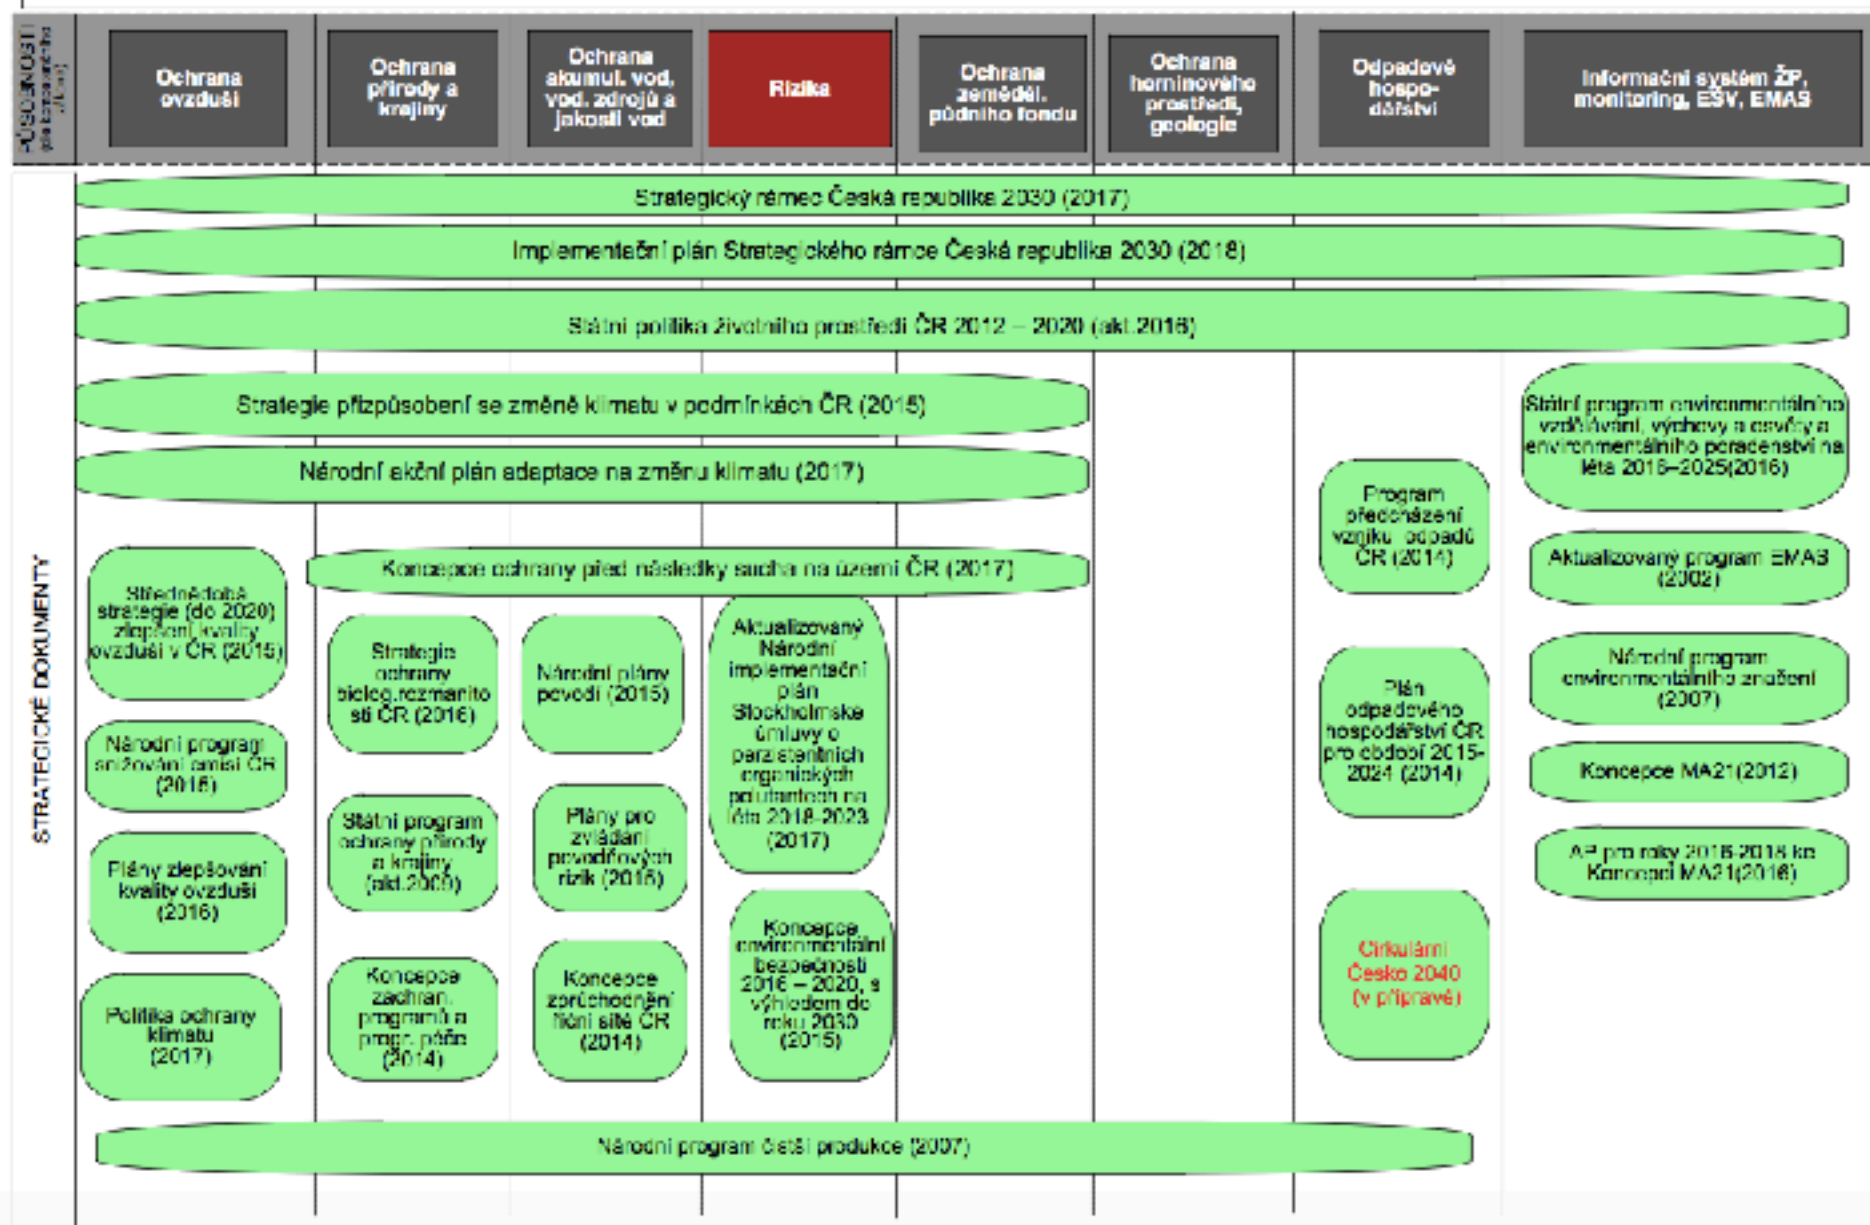 PŮSOBNOSTI
(dle kompetenčního
zákona)
Ochrana
ovzduší
Ochrana
přírody a
krajiny
Ochrana
akumul. vod,
vod. zdrojů a
jakosti vod
Rizika
Ochrana
zeměděl.
půdního fondu
Ochrana
horninového
prostředí,
geologie
Odpadové
hospo-
dářství
Informační systém ŽP,
monitoring, ESV, EMAS
STRATEGICKÉ DOKUMENTY
Strategický rámec Česká republika 2030 (2017)
Implementační plán Strategického rámce Česká republika 2030 (2018)
Státní politika životního prostředí ČR 2012 – 2020 (akt.2016)
Strategie přizpůsobení se změně klimatu v podmínkách ČR (2015)
Národní akční plán adaptace na změnu klimatu (2017)
Koncepce ochrany před následky sucha na území ČR (2017)
Střednědobá
strategie (do 2020)
zlepšení kvality
ovzduší v ČR (2015)
Národní program
snižování emisí ČR
(2015)
Plány zlepšování
kvality ovzduší
(2016)
Politika ochrany
klimatu
(2017)
Strategie
ochrany
biolog.rozmanito
sti ČR (2016)
Státní program
ochrany přírody
a krajiny
(akt.2009)
Koncepce
záchran.
programů a
progr. péče
(2014)
Národní plány
povodí (2015)
Plány pro
zvládání
povodňových
rizik (2015)
Koncepce
zprůchodnění
říční sítě ČR
(2014)
Aktualizovaný
Národní
implementační
plán
Stockholmské
úmluvy o
perzistentních
organických
polutantech na
léta 2018-2023
(2017)
Koncepce
environmentální
bezpečnosti
2016 – 2020, s
výhledem do
roku 2030
(2015)
Program
předcházení
vzniku odpadů
ČR (2014)
Plán
odpadového
hospodářství ČR
pro období 2015-
2024 (2014)
Cirkulární
Česko 2040
(v přípravě)
Státní program environmentálního
vzdělávání, výchovy a osvěty a
environmentálního poradenství na
léta 2016–2025(2016)
Aktualizovaný program EMAS
(2002)
Národní program
environmentálního značení
(2007)
Koncepce MA21(2012)
AP pro roky 2016-2018 ke
Koncepci MA21(2016)
Národní program čistší produkce (2007)